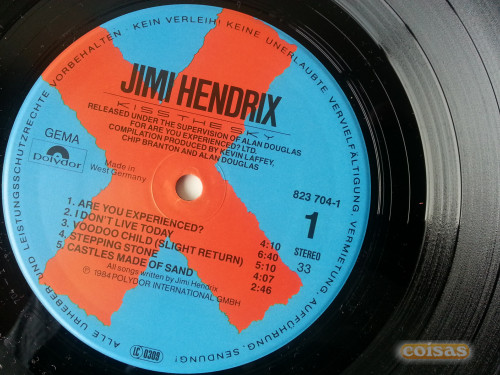 ALLE URHEBER UND LEISTUNGSSCHUTZRECHTE VORBEHALTEN · KEIN VERLEIH! KEINE UNERLAUBTE VERVIELFÄLTIGUNG, VERMIETUNG, AUFFÜHRUNG, SENDUNG!
JIMI HENDRIX
KISS THE SKY
RELEASED UNDER THE SUPERVISION OF ALAN DOUGLAS
FOR ARE YOU EXPERIENCED? LTD.
COMPILATION PRODUCED BY KEVIN LAFFEY,
CHIP BRANTON AND ALAN DOUGLAS
GEMA
polydor
Made in
West Germany
823 704-1
1
STEREO
33
1. ARE YOU EXPERIENCED? 4:10
2. I DON'T LIVE TODAY 6:40
3. VOODOO CHILD (SLIGHT RETURN) 5:10
4. STEPPING STONE 4:07
5. CASTLES MADE OF SAND 2:46
All songs written by Jimi Hendrix
Ⓟ 1984 POLYDOR INTERNATIONAL GMBH
LC 0309
coisas